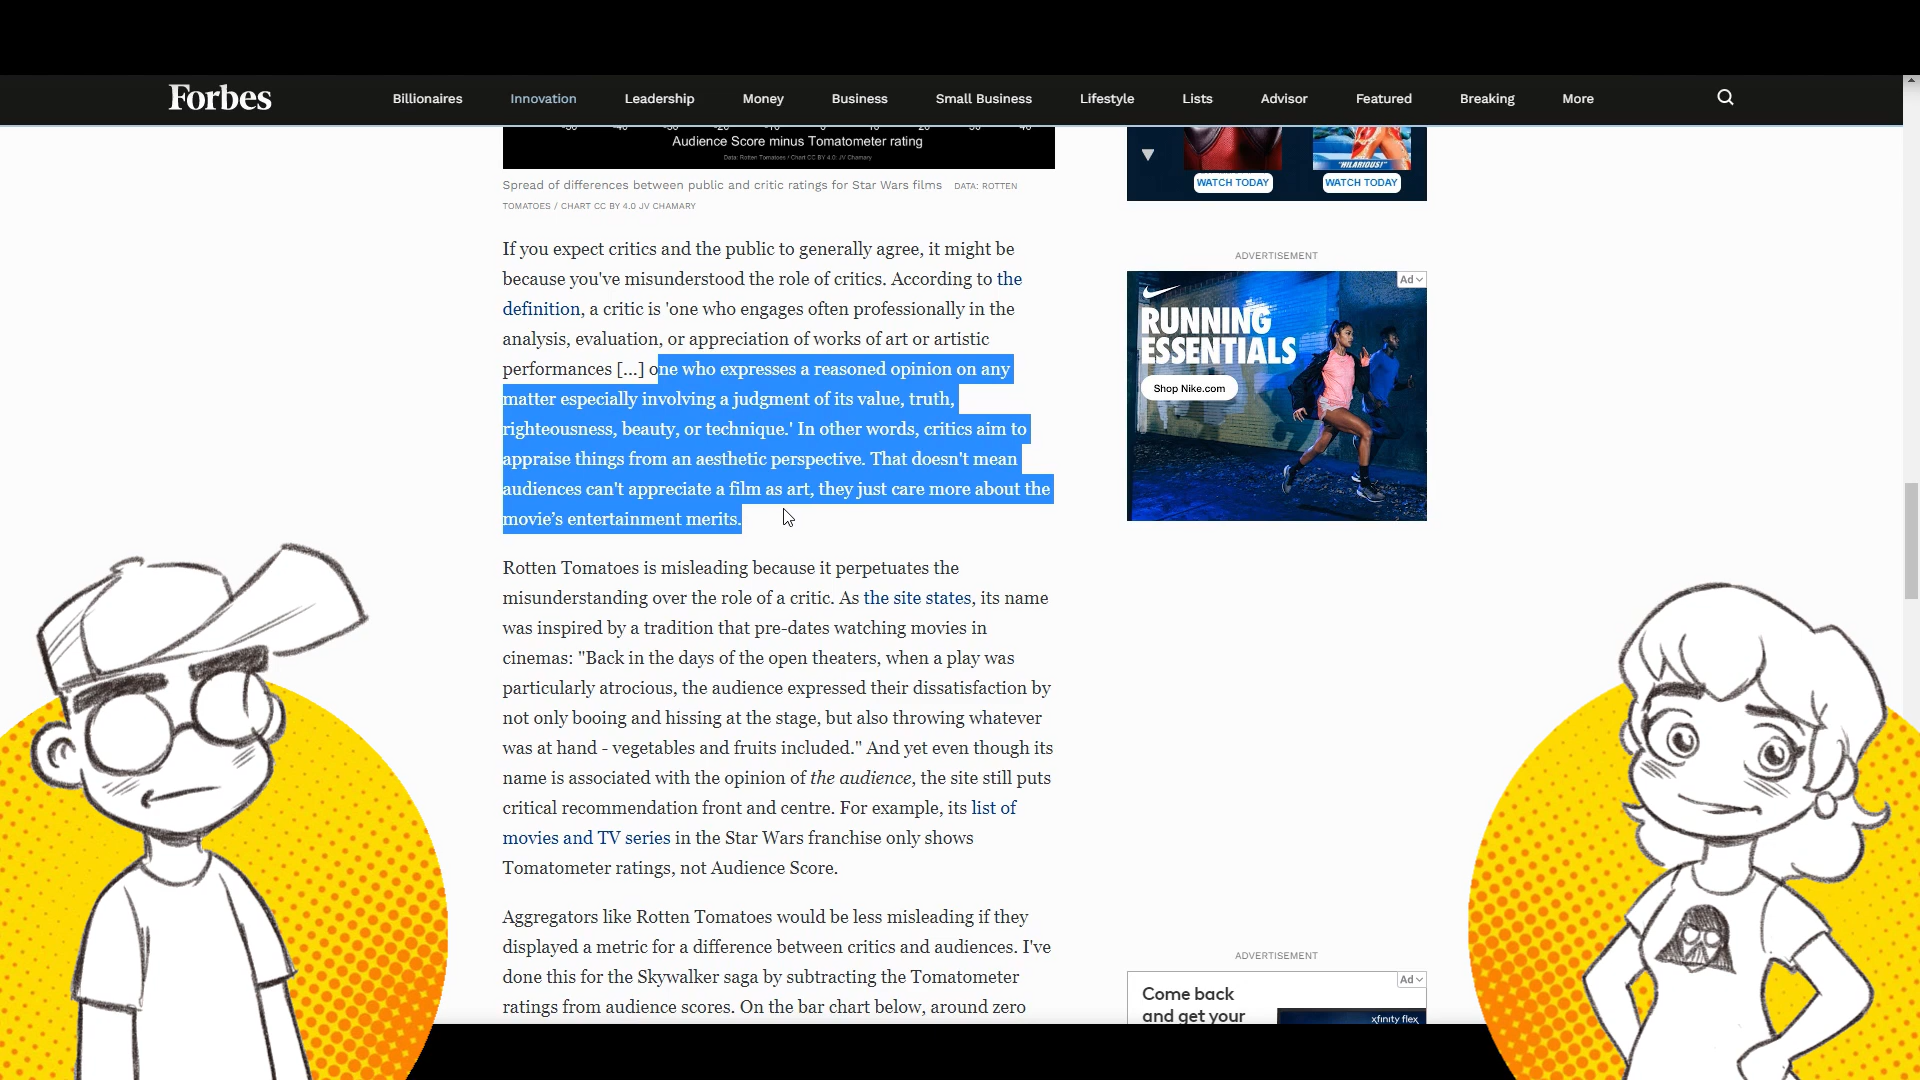 Forbes
Billionaires
Innovation
Leadership
Money
Business
Small Business
Lifestyle
Lists
Advisor
Featured
Breaking
More
Audience Score minus Tomatometer rating
Data: Rotten Tomatoes / Chart CC BY 4.0: JV Chamary
Spread of differences between public and critic ratings for Star Wars films DATA: ROTTEN
TOMATOES / CHART CC BY 4.0 JV CHAMARY
If you expect critics and the public to generally agree, it might be
because you've misunderstood the role of critics. According to the
definition, a critic is 'one who engages often professionally in the
analysis, evaluation, or appreciation of works of art or artistic
performances [...] one who expresses a reasoned opinion on any
matter especially involving a judgment of its value, truth,
righteousness, beauty, or technique.' In other words, critics aim to
appraise things from an aesthetic perspective. That doesn't mean
audiences can't appreciate a film as art, they just care more about the
movie’s entertainment merits.
Rotten Tomatoes is misleading because it perpetuates the
misunderstanding over the role of a critic. As the site states, its name
was inspired by a tradition that pre-dates watching movies in
cinemas: "Back in the days of the open theaters, when a play was
particularly atrocious, the audience expressed their dissatisfaction by
not only booing and hissing at the stage, but also throwing whatever
was at hand - vegetables and fruits included." And yet even though its
name is associated with the opinion of the audience, the site still puts
critical recommendation front and centre. For example, its list of
movies and TV series in the Star Wars franchise only shows
Tomatometer ratings, not Audience Score.
Aggregators like Rotten Tomatoes would be less misleading if they
displayed a metric for a difference between critics and audiences. I've
done this for the Skywalker saga by subtracting the Tomatometer
ratings from audience scores. On the bar chart below, around zero
"HILARIOUS!"
WATCH TODAY
WATCH TODAY
ADVERTISEMENT
Ad
RUNNING
ESSENTIALS
Shop Nike.com
ADVERTISEMENT
Ad
Come back
and get your
xfinity flex